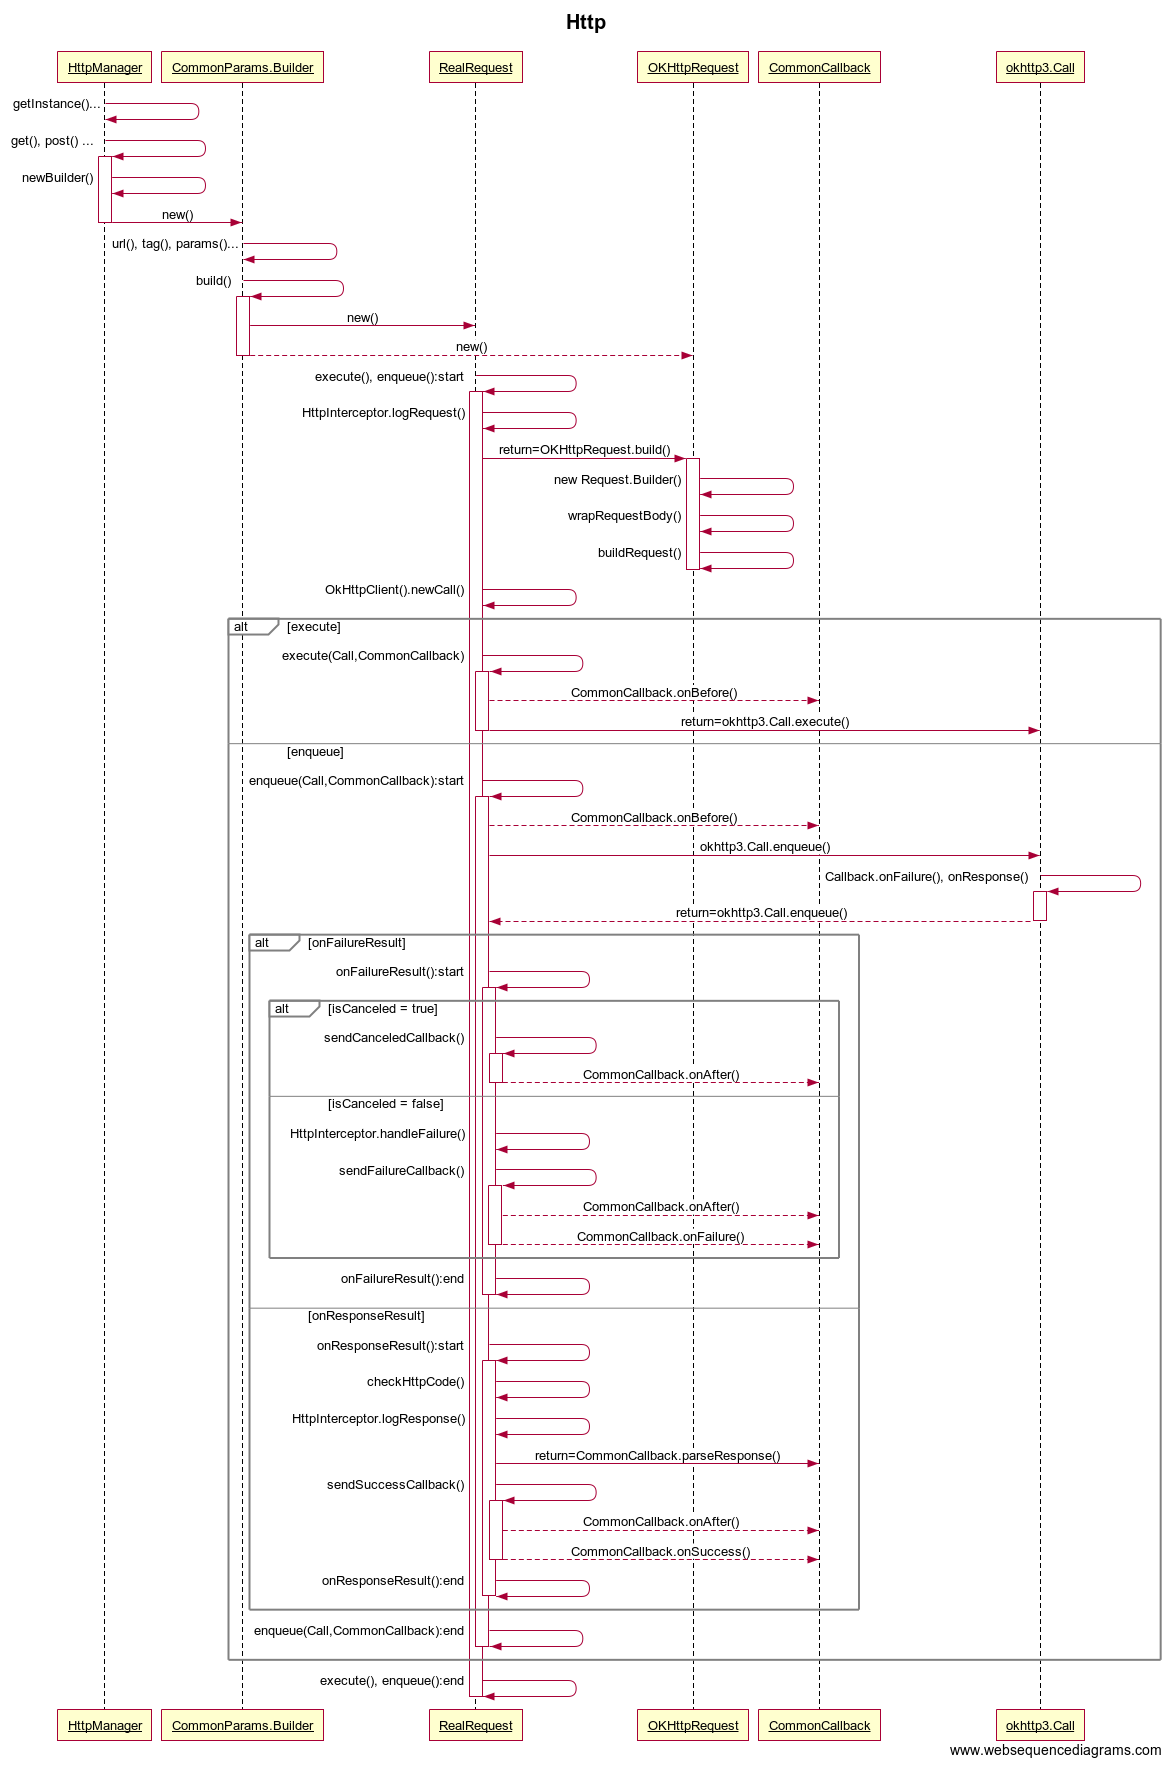 Http
HttpManager
CommonParams.Builder
RealRequest
OKHttpRequest
CommonCallback
okhttp3.Call
getInstance()...
get(), post() ...
newBuilder()
new()
url(), tag(), params()...
build()
new()
new()
execute(), enqueue():start
HttpInterceptor.logRequest()
return=OKHttpRequest.build()
new Request.Builder()
wrapRequestBody()
buildRequest()
OkHttpClient().newCall()
alt [execute]
execute(Call,CommonCallback)
CommonCallback.onBefore()
return=okhttp3.Call.execute()
[enqueue]
enqueue(Call,CommonCallback):start
CommonCallback.onBefore()
okhttp3.Call.enqueue()
Callback.onFailure(), onResponse()
return=okhttp3.Call.enqueue()
alt [onFailureResult]
onFailureResult():start
alt [isCanceled = true]
sendCanceledCallback()
CommonCallback.onAfter()
[isCanceled = false]
HttpInterceptor.handleFailure()
sendFailureCallback()
CommonCallback.onAfter()
CommonCallback.onFailure()
onFailureResult():end
[onResponseResult]
onResponseResult():start
checkHttpCode()
HttpInterceptor.logResponse()
return=CommonCallback.parseResponse()
sendSuccessCallback()
CommonCallback.onAfter()
CommonCallback.onSuccess()
onResponseResult():end
enqueue(Call,CommonCallback):end
execute(), enqueue():end
HttpManager
CommonParams.Builder
RealRequest
OKHttpRequest
CommonCallback
okhttp3.Call
www.websequencediagrams.com